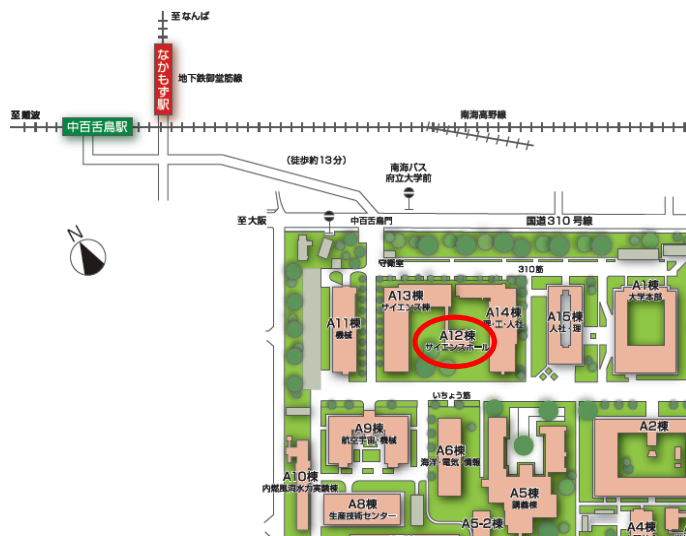 至なんば
なかもず駅
地下鉄御堂筋線
至難波
中百舌鳥駅
南海高野線
(徒歩約13分)
南海バス
府立大学前
至大阪
中百舌鳥門
国道310号線
N
守衛室
310筋
A13棟
サイエンス棟
A14棟
理・工・人社
A1棟
大学本部
A11棟
機械
A12棟
サイエンスホール
A15棟
人社・理
いちょう筋
A9棟
航空宇宙・機械
A6棟
海洋・電気・情報
A2棟
A10棟
内燃風洞水力実験棟
A8棟
生産技術センター
A5棟
講義棟
A5-2棟
A4棟